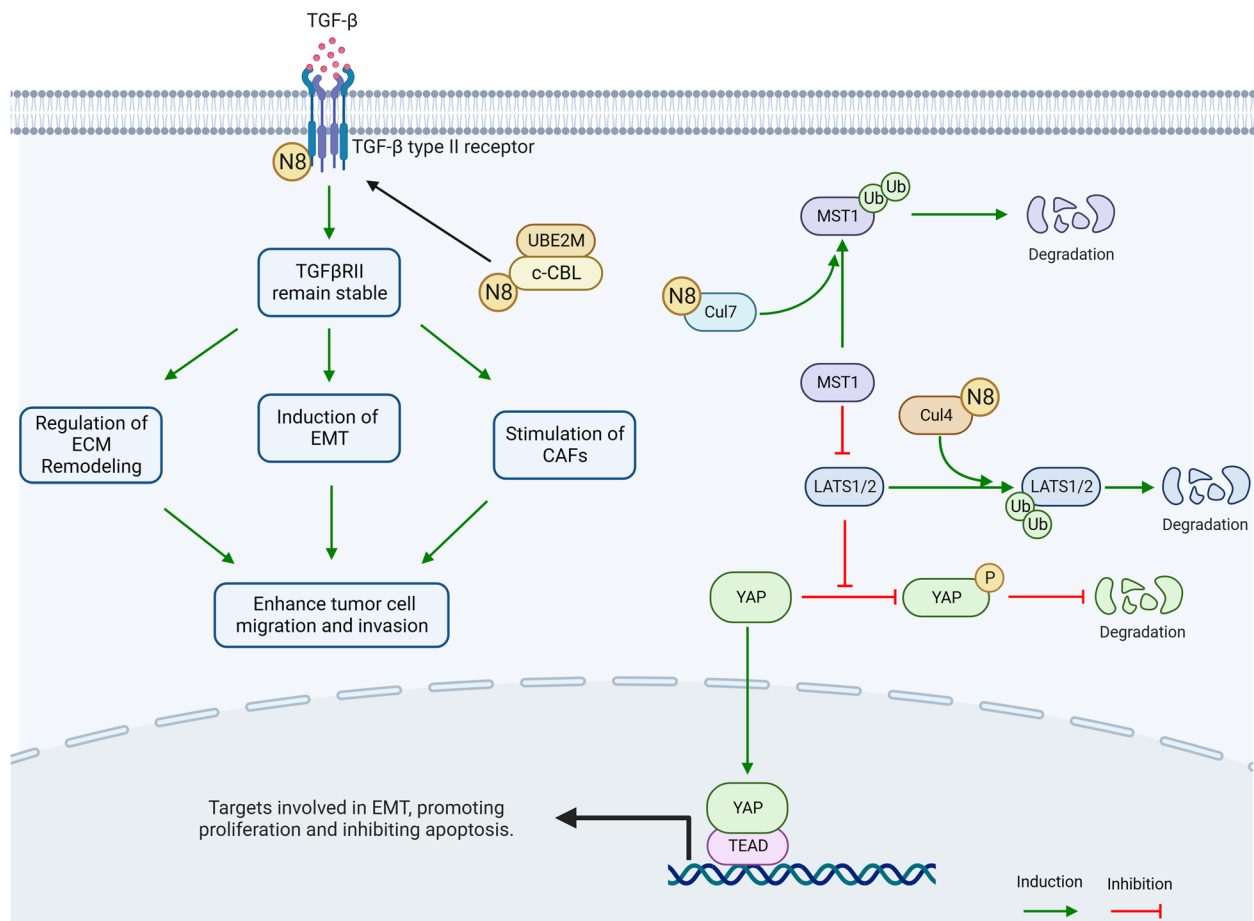 TGF-β
N8
TGF-β type II receptor
TGFβRII
remain stable
UBE2M
c-CBL
N8
Regulation of
ECM
Remodeling
Induction of
EMT
Stimulation of
CAFs
Enhance tumor cell
migration and invasion
MST1
Ub
Ub
Degradation
N8
Cul7
MST1
Cul4
N8
LATS1/2
LATS1/2
Ub
Ub
Degradation
YAP
YAP
P
Degradation
YAP
TEAD
Targets involved in EMT, promoting
proliferation and inhibiting apoptosis.
Induction
Inhibition